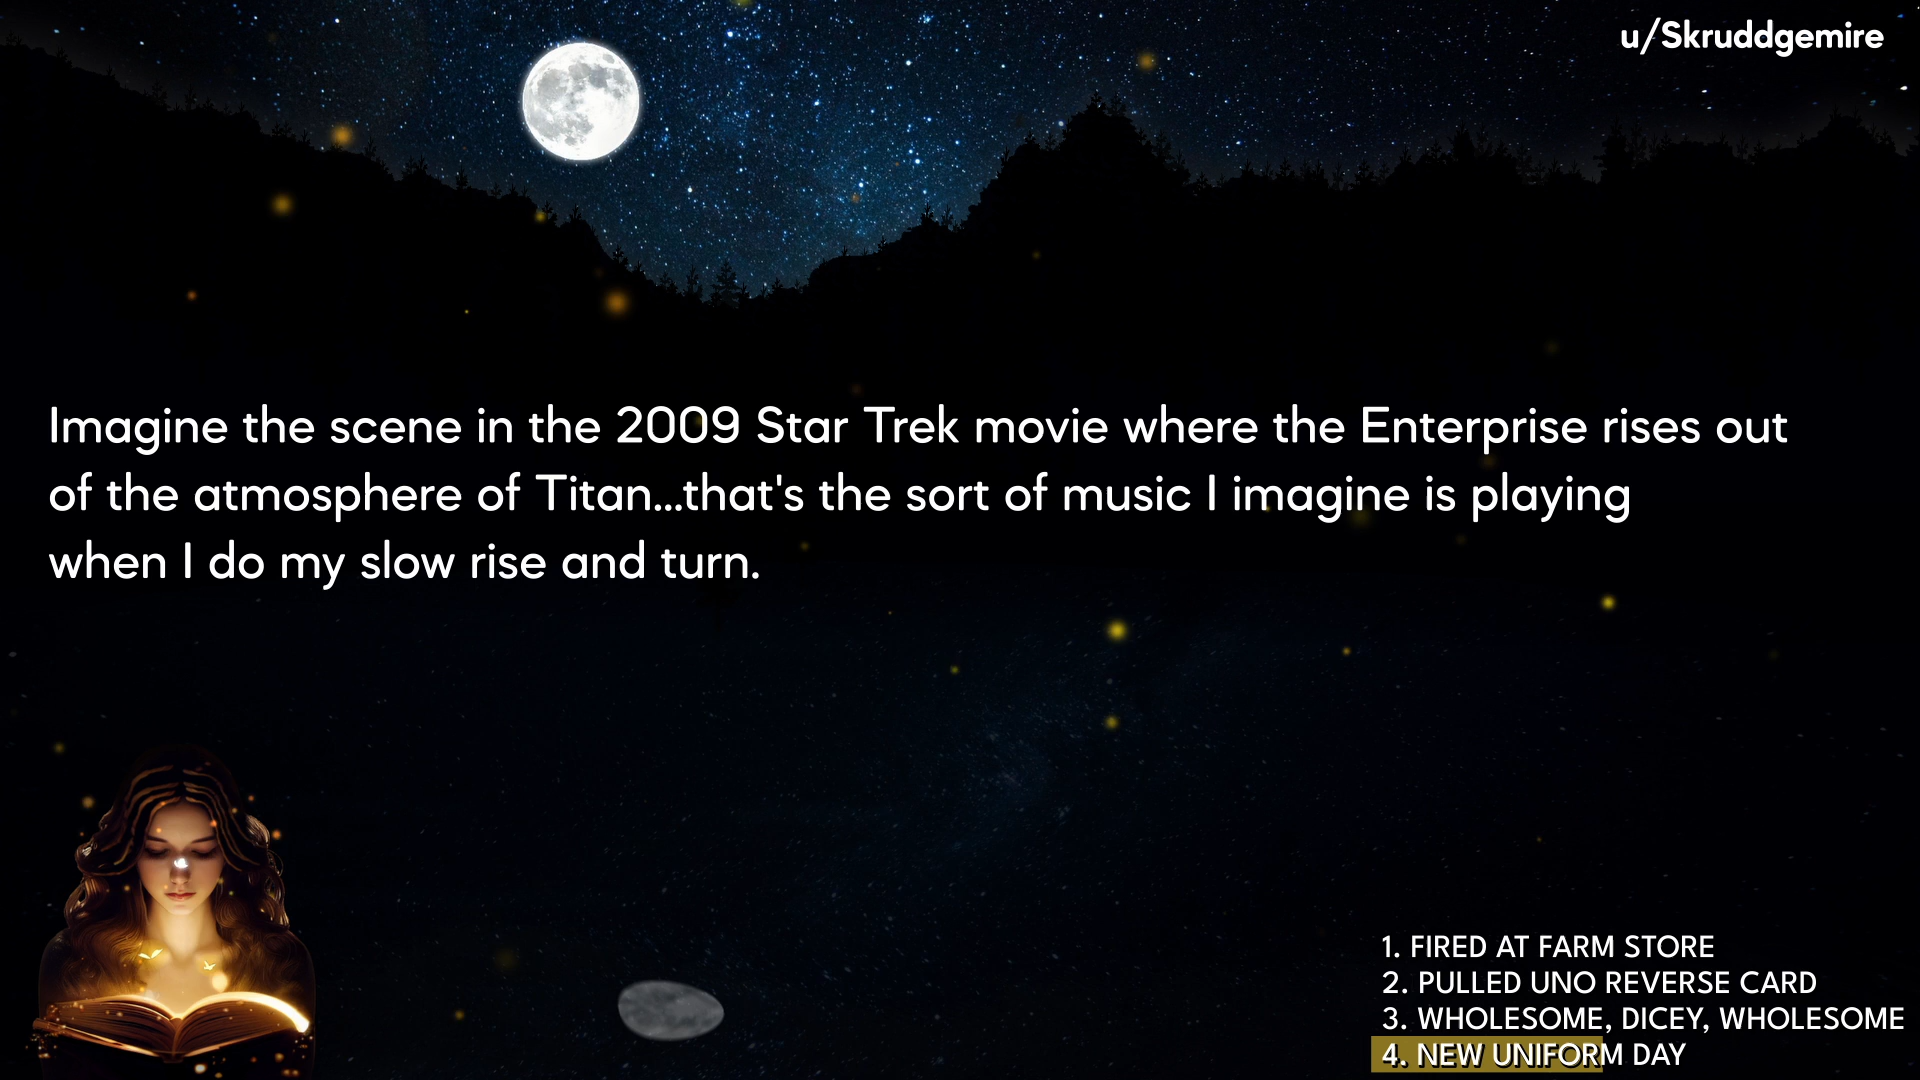 u/Skruddgemire
Imagine the scene in the 2009 Star Trek movie where the Enterprise rises out
of the atmosphere of Titan...that's the sort of music I imagine is playing
when I do my slow rise and turn.
1. FIRED AT FARM STORE
2. PULLED UNO REVERSE CARD
3. WHOLESOME, DICEY, WHOLESOME
4. NEW UNIFORM DAY